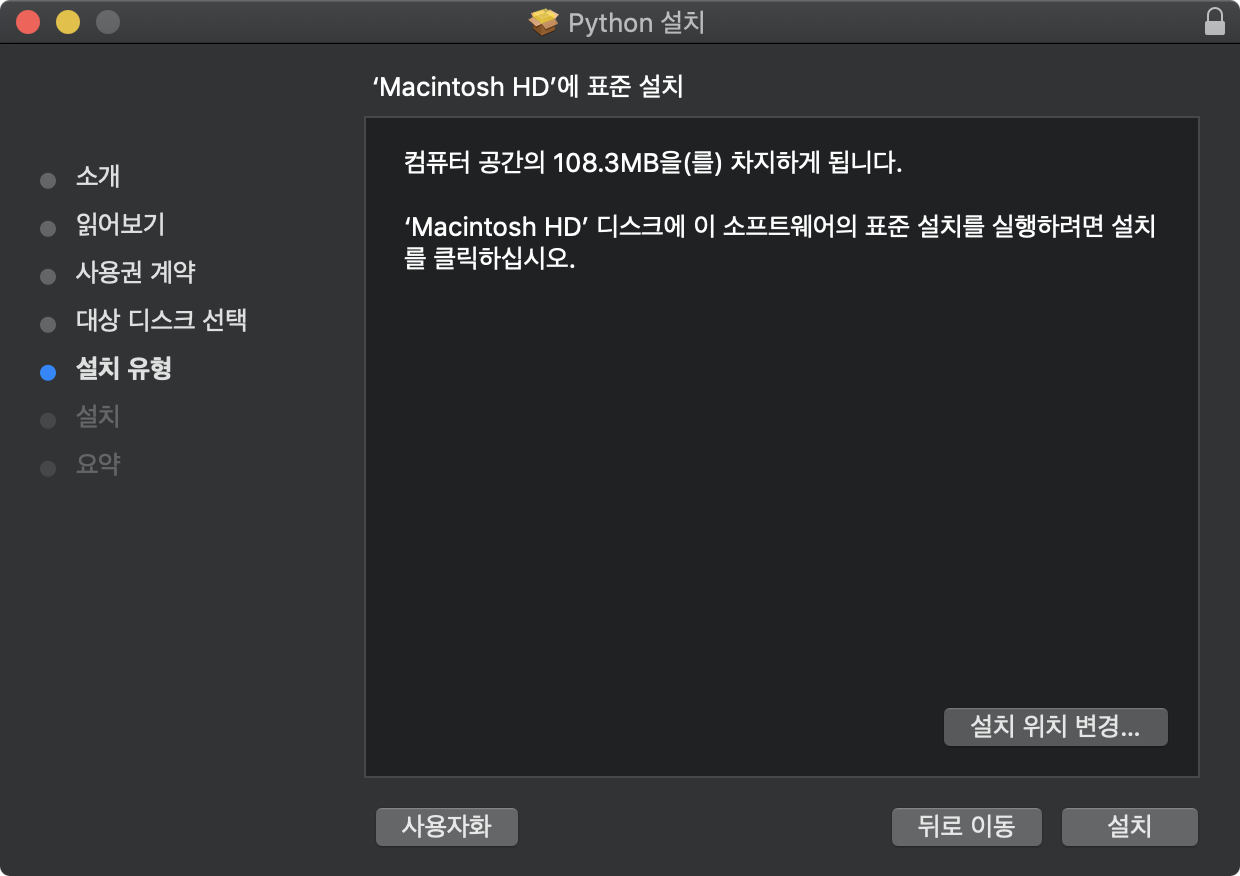 Python 설치
‘Macintosh HD’에 표준 설치
소개
읽어보기
사용권 계약
대상 디스크 선택
설치 유형
설치
요약
컴퓨터 공간의 108.3MB을(를) 차지하게 됩니다.
‘Macintosh HD’ 디스크에 이 소프트웨어의 표준 설치를 실행하려면 설치
를 클릭하십시오.
설치 위치 변경...
사용자화
뒤로 이동
설치